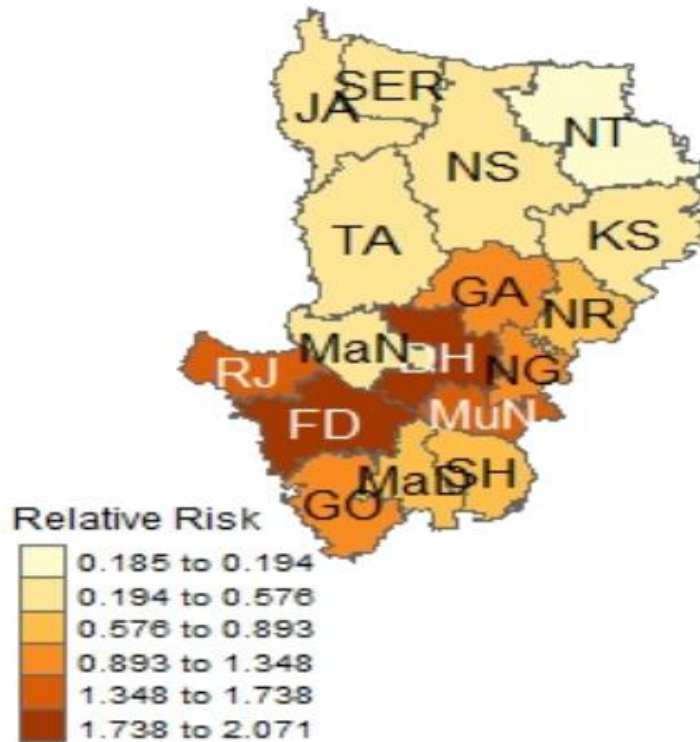 SER
JA
NT
NS
TA
KS
GA
NR
MaN
DH
NG
RJ
MuN
FD
MaD
SH
GO
Relative Risk
0.185 to 0.194
0.194 to 0.576
0.576 to 0.893
0.893 to 1.348
1.348 to 1.738
1.738 to 2.071